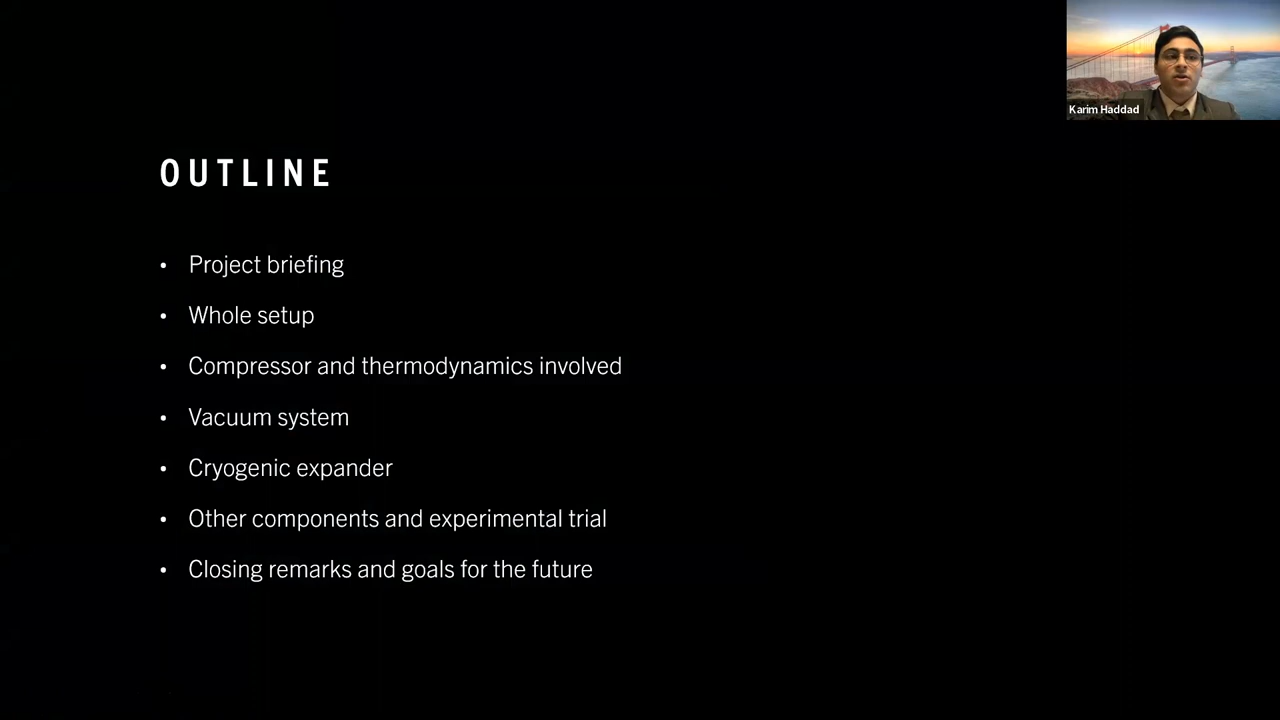 OUTLINE
• Project briefing
• Whole setup
• Compressor and thermodynamics involved
• Vacuum system
• Cryogenic expander
• Other components and experimental trial
• Closing remarks and goals for the future
Karim Haddad